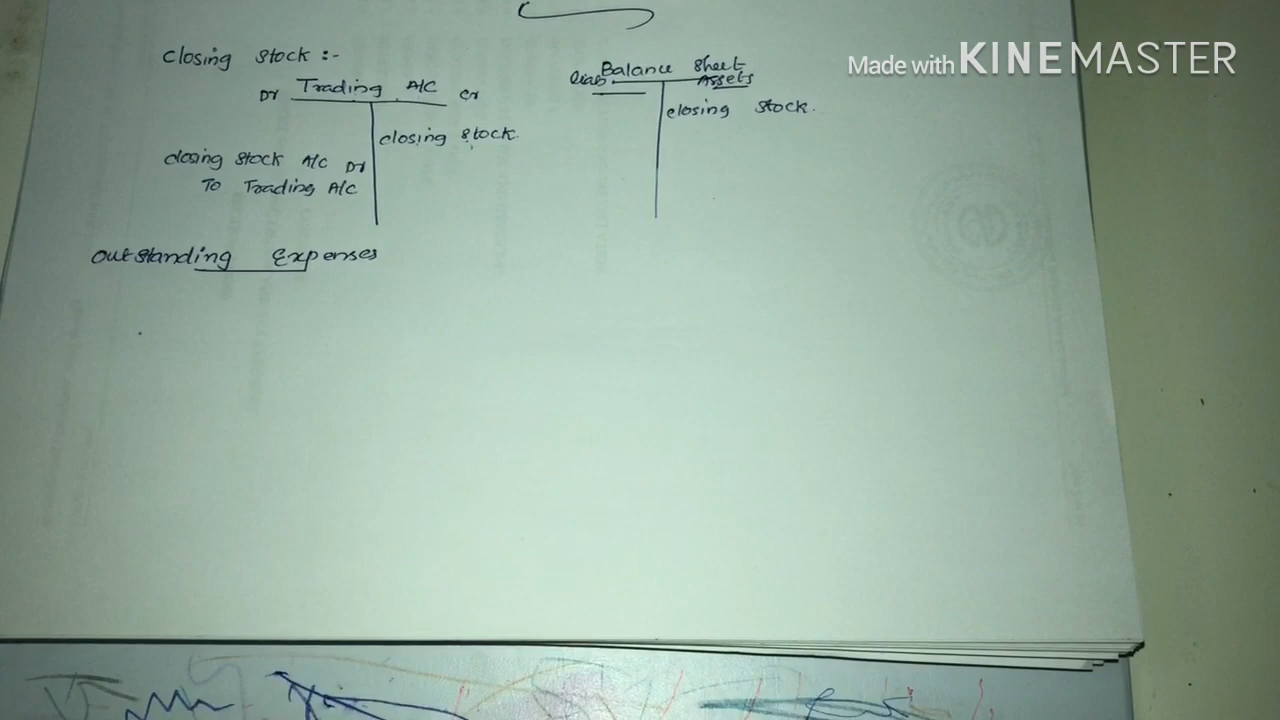 Made with KINEMASTER
Closing Stock :-
Dr Trading A/C Cr
closing stock
closing stock A/C Dr
To Trading A/C
Balance Sheet
Liab Assets
closing stock.
Outstanding Expenses